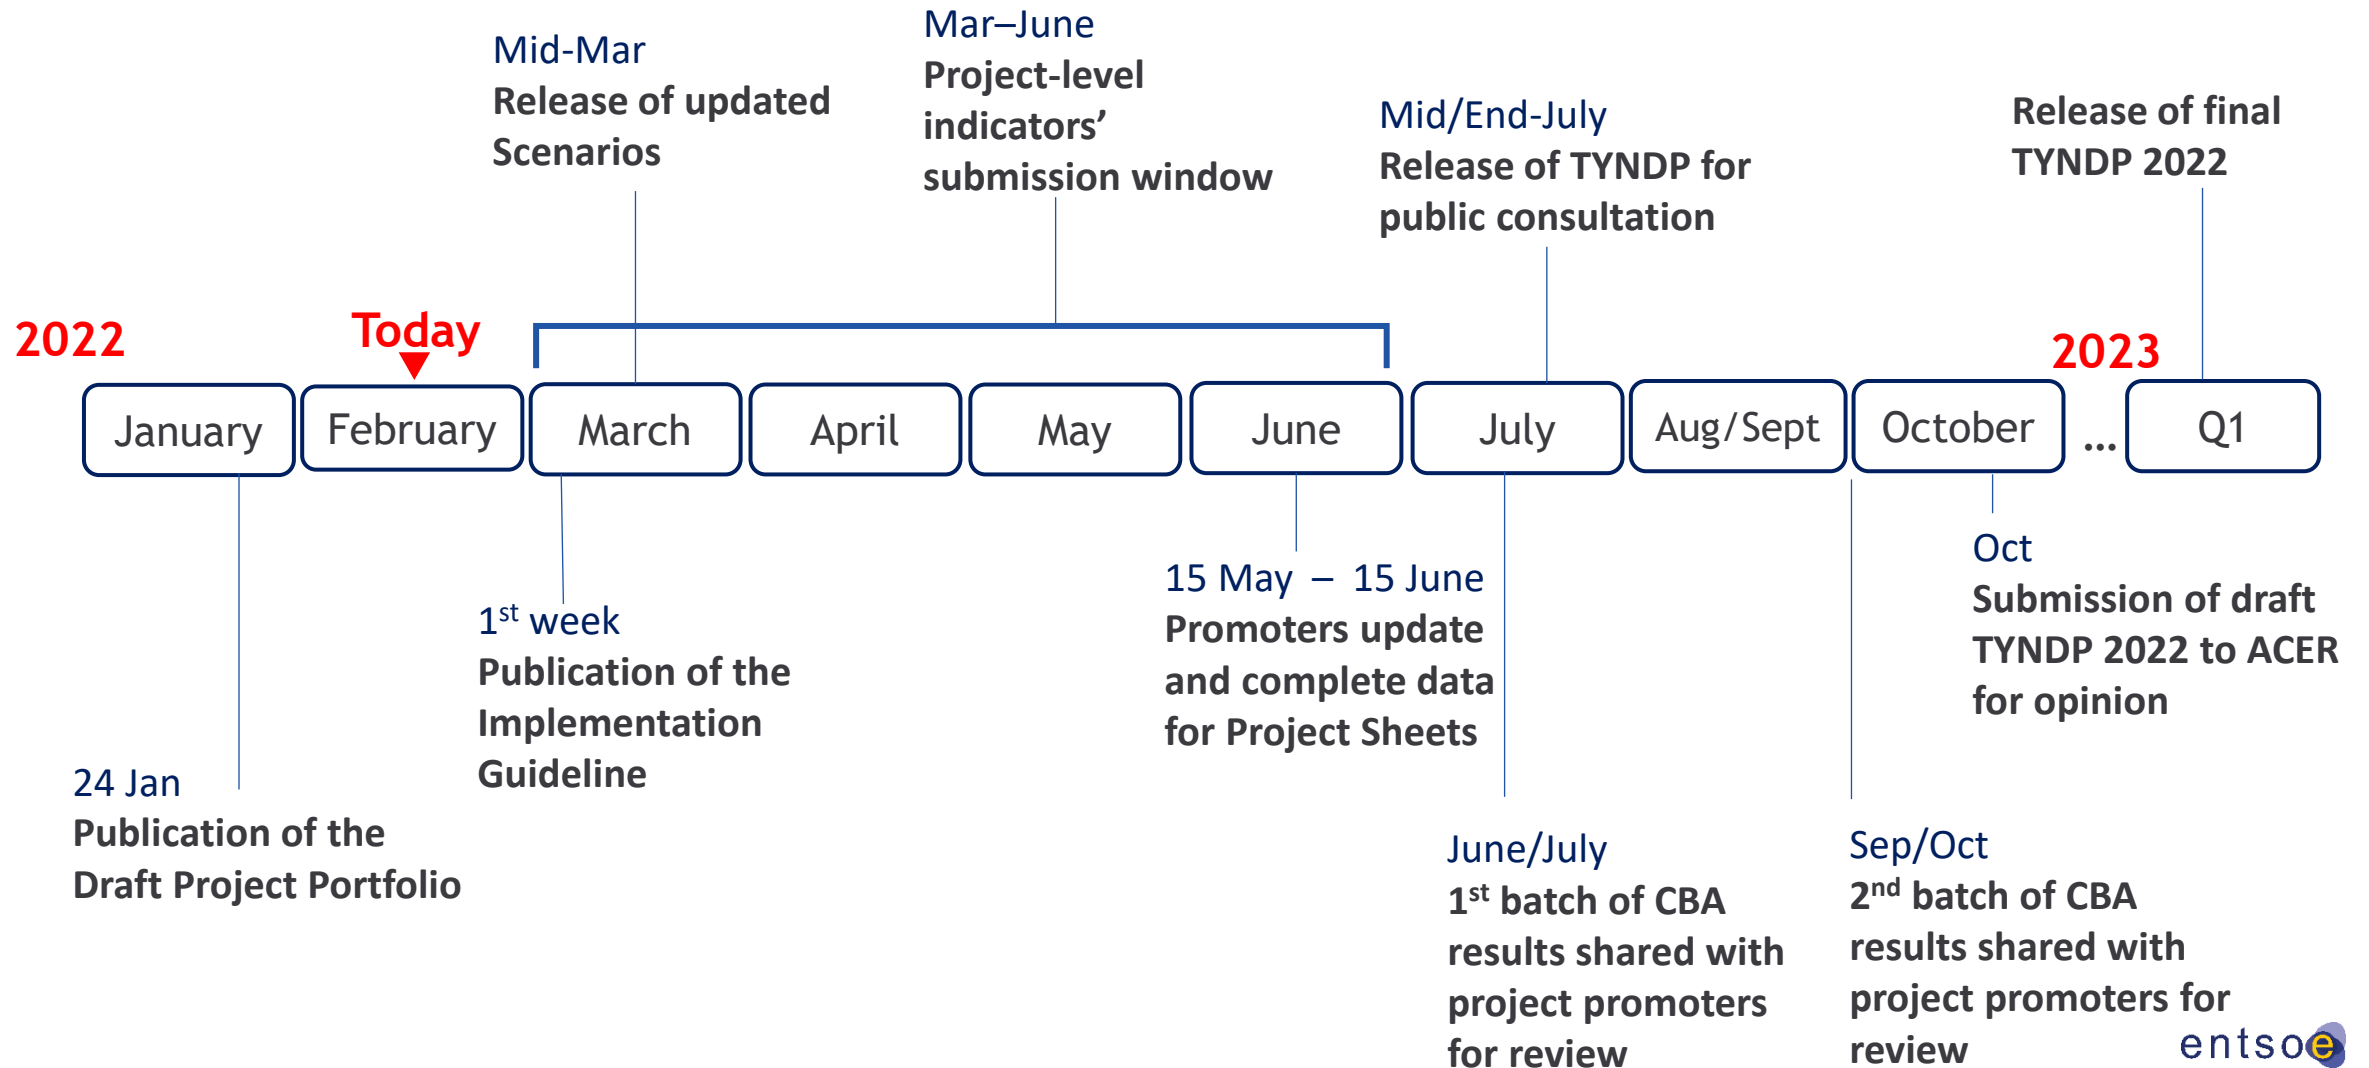 Mid-Mar
Release of updated
Scenarios
Mar–June
Project-level
indicators’
submission window
Mid/End-July
Release of TYNDP for
public consultation
Release of final
TYNDP 2022
2022
Today
2023
January
February
March
April
May
June
July
Aug/Sept
October
...
Q1
24 Jan
Publication of the
Draft Project Portfolio
1st week
Publication of the
Implementation
Guideline
15 May – 15 June
Promoters update
and complete data
for Project Sheets
June/July
1st batch of CBA
results shared with
project promoters
for review
Sep/Oct
2nd batch of CBA
results shared with
project promoters for
review
Oct
Submission of draft
TYNDP 2022 to ACER
for opinion
entsoe